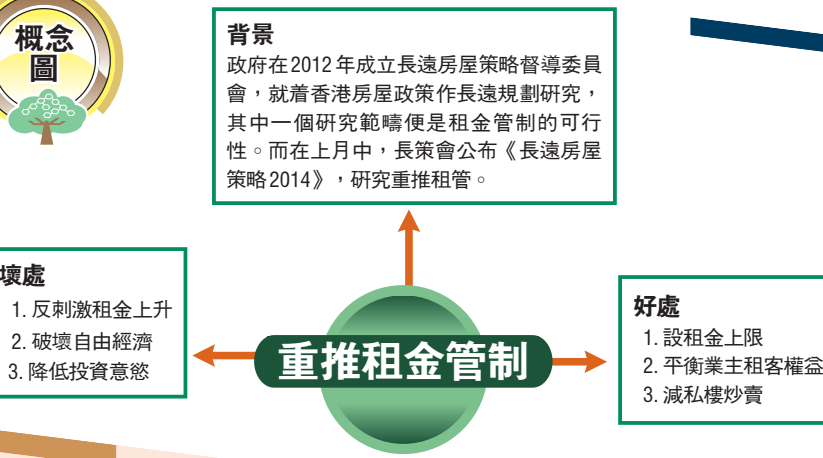 概念
圖
背景
政府在2012年成立長遠房屋策略督導委員
會，就着香港房屋政策作長遠規劃研究，
其中一個研究範疇便是租金管制的可行
性。而在上月中，長策會公布《長遠房屋
策略2014》，研究重推租管。
壞處
1. 反刺激租金上升
2. 破壞自由經濟
3. 降低投資意慾
重推租金管制
好處
1. 設租金上限
2. 平衡業主租客權益
3. 減私樓炒賣